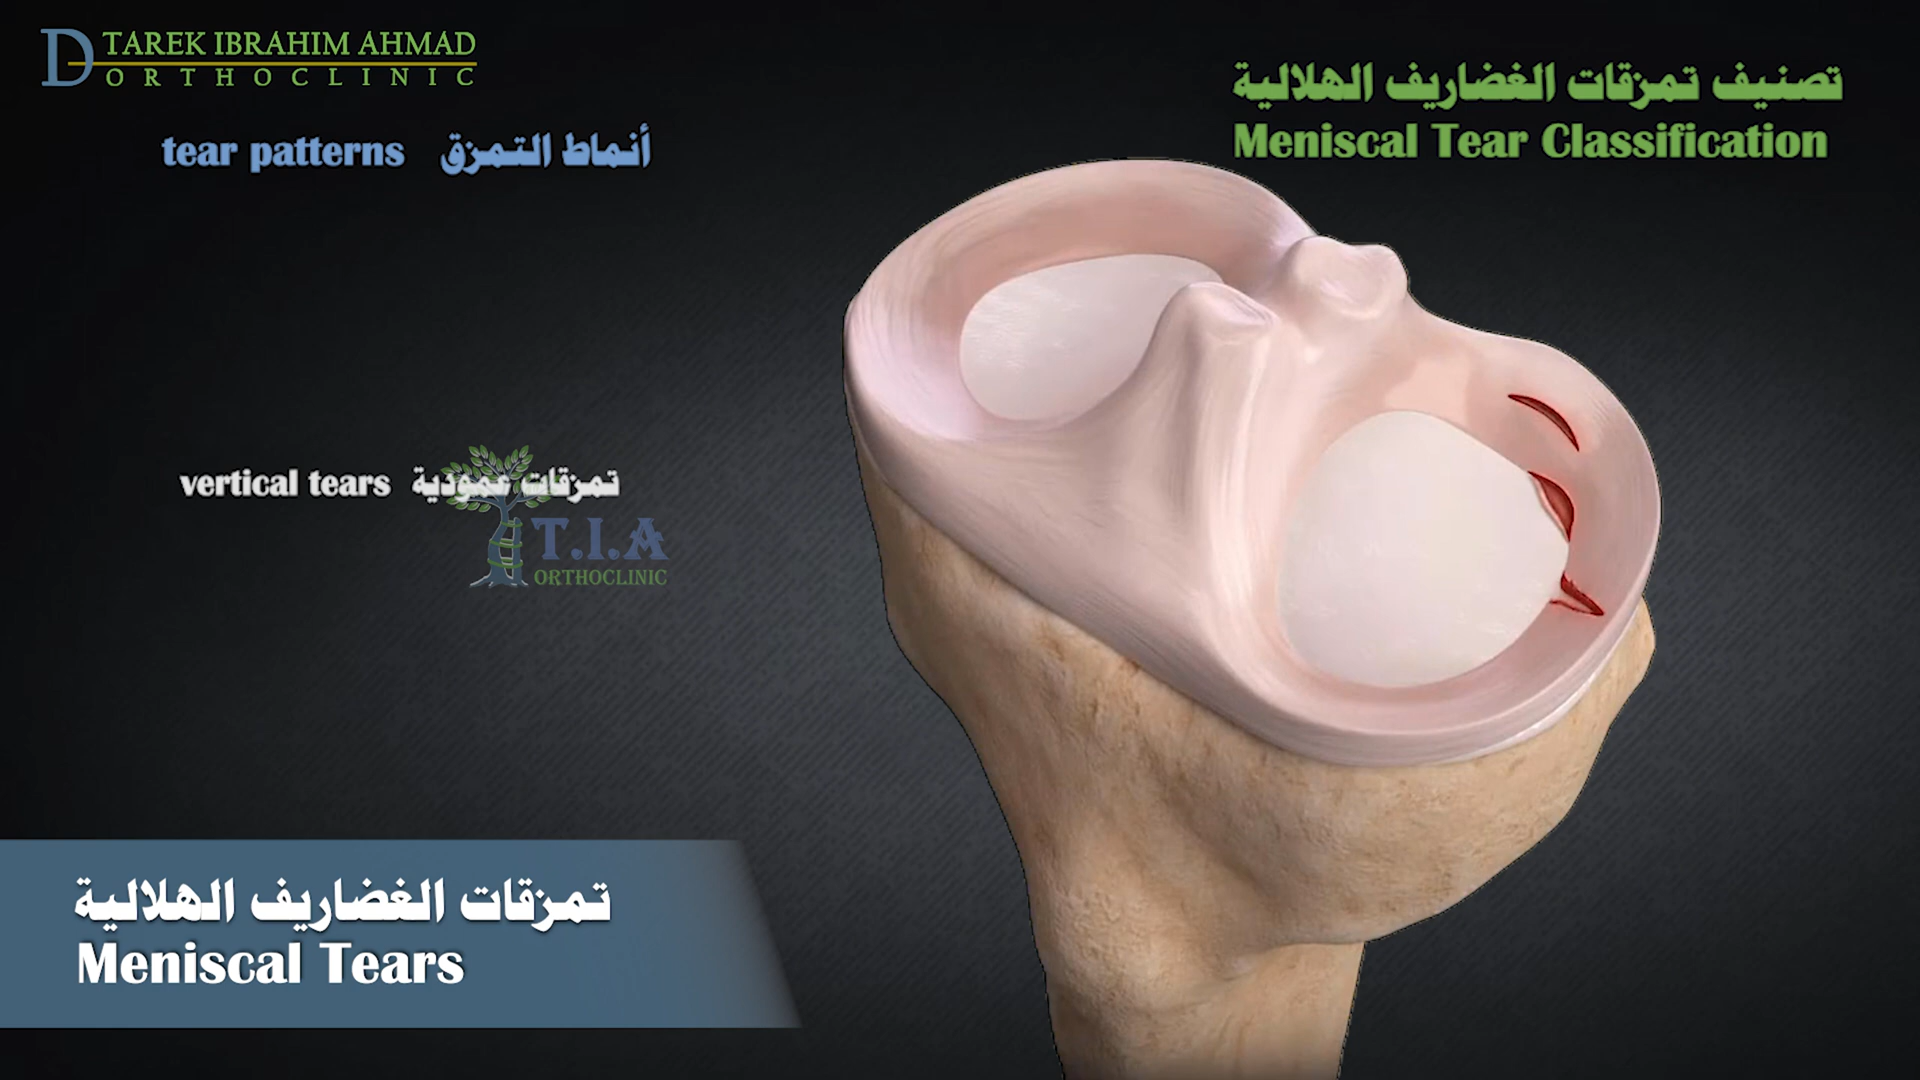 D TAREK IBRAHIM AHMAD
ORTHOCLINIC
تصنيف تمزقات الغضاريف الهلالية
Meniscal Tear Classification
tear patterns أنماط التمزق
vertical tears تمزقات عمودية
T.I.A
ORTHOCLINIC
تمزقات الغضاريف الهلالية
Meniscal Tears